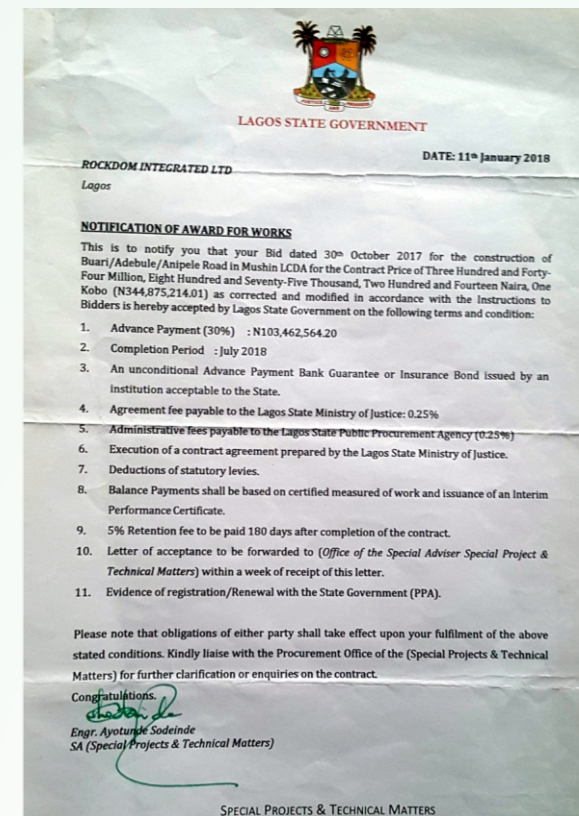 LAGOS STATE GOVERNMENT
DATE: 11th January 2018
ROCKDOM INTEGRATED LTD
Lagos
NOTIFICATION OF AWARD FOR WORKS
This is to notify you that your Bid dated 30th October 2017 for the construction of
Buari/Adebule/Anipele Road in Mushin LCDA for the Contract Price of Three Hundred and Forty-
Four Million, Eight Hundred and Seventy-Five Thousand, Two Hundred and Fourteen Naira, One
Kobo (N344,875,214.01) as corrected and modified in accordance with the Instructions to
Bidders is hereby accepted by Lagos State Government on the following terms and condition:
1. Advance Payment (30%) : N103,462,564.20
2. Completion Period : July 2018
3. An unconditional Advance Payment Bank Guarantee or Insurance Bond issued by an
institution acceptable to the State.
4. Agreement fee payable to the Lagos State Ministry of Justice: 0.25%
5. Administrative fees payable to the Lagos State Public Procurement Agency (0.25%)
6. Execution of a contract agreement prepared by the Lagos State Ministry of Justice.
7. Deductions of statutory levies.
8. Balance Payments shall be based on certified measured of work and issuance of an Interim
Performance Certificate.
9. 5% Retention fee to be paid 180 days after completion of the contract.
10. Letter of acceptance to be forwarded to (Office of the Special Adviser Special Project &
Technical Matters) within a week of receipt of this letter.
11. Evidence of registration/Renewal with the State Government (PPA).
Please note that obligations of either party shall take effect upon your fulfilment of the above
stated conditions. Kindly liaise with the Procurement Office of the (Special Projects & Technical
Matters) for further clarification or enquiries on the contract.
Congratulations.
Engr. Ayotunde Sodeinde
SA (Special Projects & Technical Matters)
SPECIAL PROJECTS & TECHNICAL MATTERS